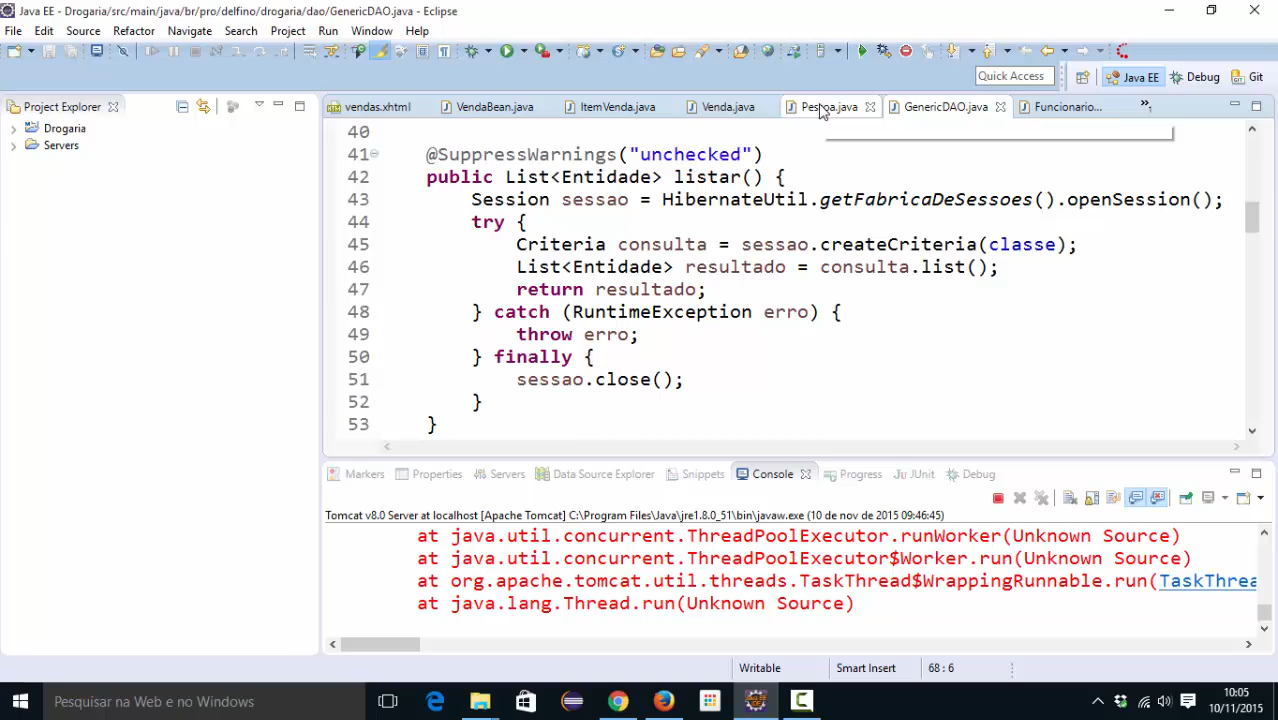 Java EE - Drogaria/src/main/java/br/pro/delfino/drogaria/dao/GenericDAO.java - Eclipse
File Edit Source Refactor Navigate Search Project Run Window Help
Quick Access
Java EE Debug Git
Project Explorer
Drogaria
Servers
vendas.xhtml VendaBean.java ItemVenda.java Venda.java Pessoa.java GenericDAO.java Funcionario... »1
40
41 @SuppressWarnings("unchecked")
42 public List<Entidade> listar() {
43 Session sessao = HibernateUtil.getFabricaDeSessoes().openSession();
44 try {
45 Criteria consulta = sessao.createCriteria(classe);
46 List<Entidade> resultado = consulta.list();
47 return resultado;
48 } catch (RuntimeException erro) {
49 throw erro;
50 } finally {
51 sessao.close();
52 }
53 }
Markers Properties Servers Data Source Explorer Snippets Console Progress JUnit Debug
Tomcat v8.0 Server at localhost [Apache Tomcat] C:\Program Files\Java\jre1.8.0_51\bin\javaw.exe (10 de nov de 2015 09:46:45)
at java.util.concurrent.ThreadPoolExecutor.runWorker(Unknown Source)
at java.util.concurrent.ThreadPoolExecutor$Worker.run(Unknown Source)
at org.apache.tomcat.util.threads.TaskThread$WrappingRunnable.run(TaskThrea
at java.lang.Thread.run(Unknown Source)
Writable Smart Insert 68 : 6
Pesquisar na Web e no Windows
10:05
10/11/2015